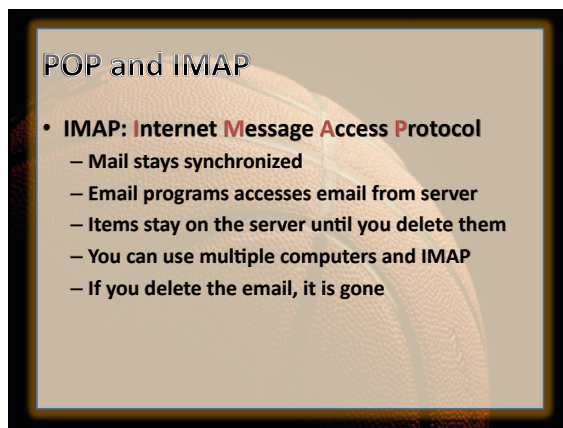 POP and IMAP
• IMAP: Internet Message Access Protocol
– Mail stays synchronized
– Email programs accesses email from server
– Items stay on the server until you delete them
– You can use multiple computers and IMAP
– If you delete the email, it is gone